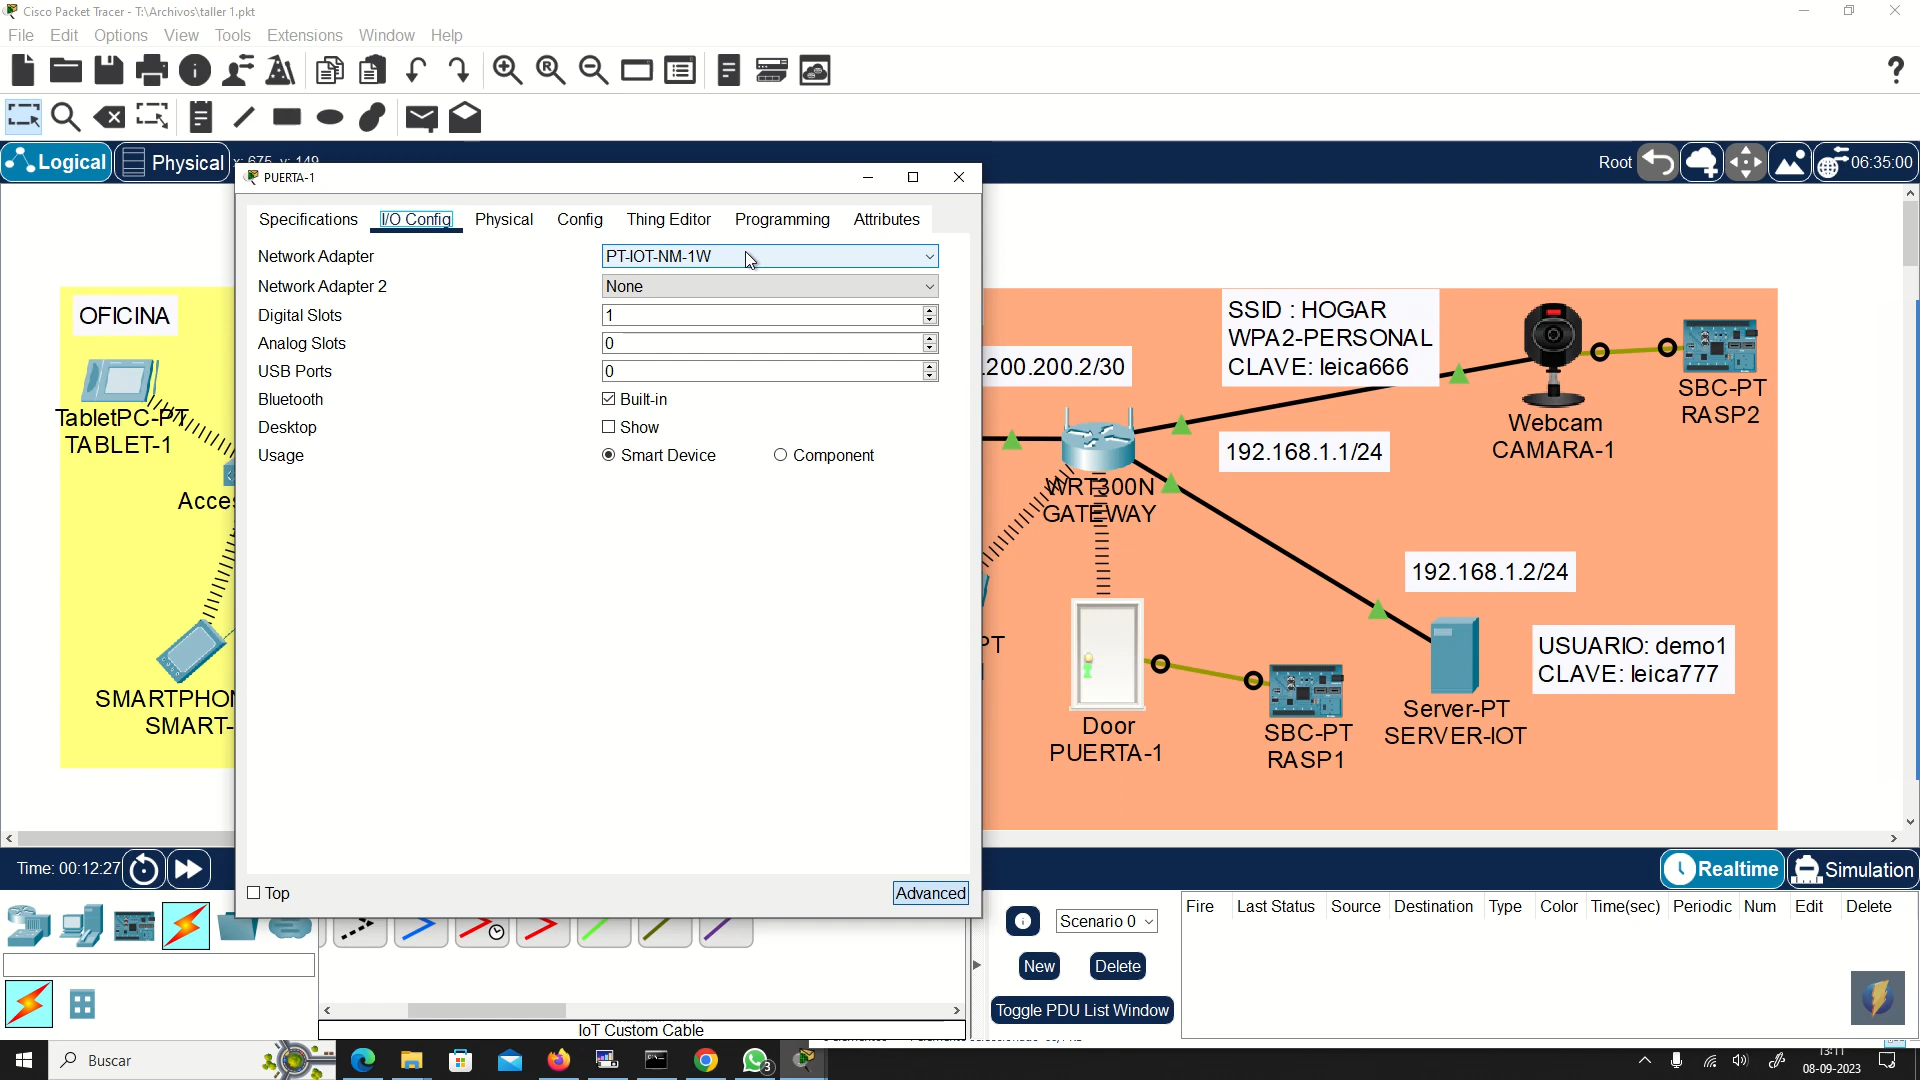 Cisco Packet Tracer - T:\Archivos\taller 1.pkt
File Edit Options View Tools Extensions Window Help
Logical
Physical
x: 675, y: 149
Root
06:35:00
PUERTA-1
Specifications I/O Config Physical Config Thing Editor Programming Attributes
Network Adapter PT-IOT-NM-1W
Network Adapter 2 None
Digital Slots 1
Analog Slots 0
USB Ports 0
Bluetooth Built-in
Desktop Show
Usage Smart Device Component
Top
Advanced
OFICINA
TabletPC-PT
TABLET-1
Acces
SMARTPHON
SMART-
.200.200.2/30
SSID : HOGAR
WPA2-PERSONAL
CLAVE: leica666
Webcam
CAMARA-1
SBC-PT
RASP2
192.168.1.1/24
WRT300N
GATEWAY
192.168.1.2/24
PT
USUARIO: demo1
CLAVE: leica777
Door
PUERTA-1
SBC-PT
RASP1
Server-PT
SERVER-IOT
Time: 00:12:27
Realtime
Simulation
Scenario 0
New
Delete
Toggle PDU List Window
Fire Last Status Source Destination Type Color Time(sec) Periodic Num Edit Delete
IoT Custom Cable
Buscar
3
13:11
08-09-2023